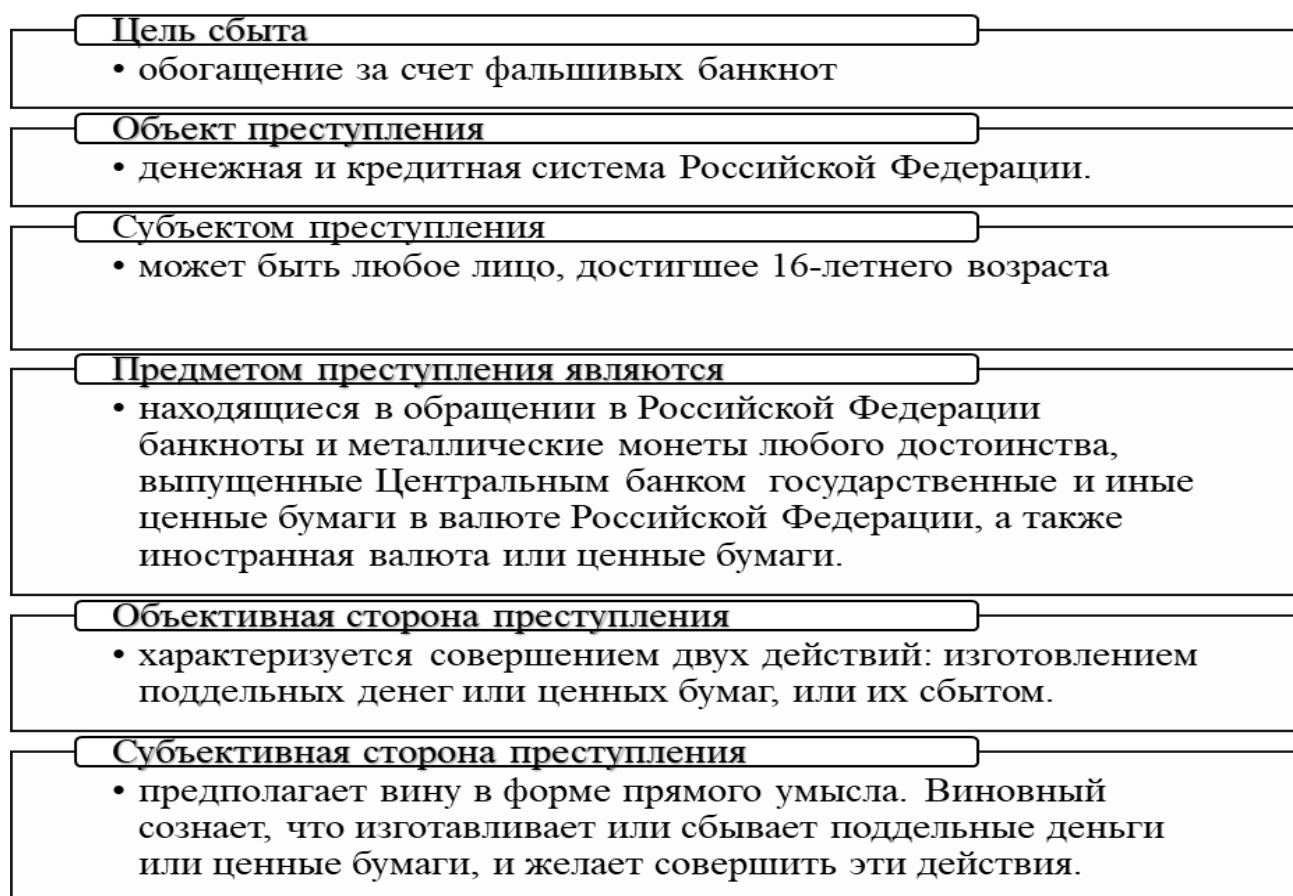 Цель сбыта
• обогащение за счет фальшивых банкнот
Объект преступления
• денежная и кредитная система Российской Федерации.
Субъектом преступления
• может быть любое лицо, достигшее 16-летнего возраста
Предметом преступления являются
• находящиеся в обращении в Российской Федерации
банкноты и металлические монеты любого достоинства,
выпущенные Центральным банком государственные и иные
ценные бумаги в валюте Российской Федерации, а также
иностранная валюта или ценные бумаги.
Объективная сторона преступления
• характеризуется совершением двух действий: изготовлением
поддельных денег или ценных бумаг, или их сбытом.
Субъективная сторона преступления
• предполагает вину в форме прямого умысла. Виновный
сознает, что изготавливает или сбывает поддельные деньги
или ценные бумаги, и желает совершить эти действия.